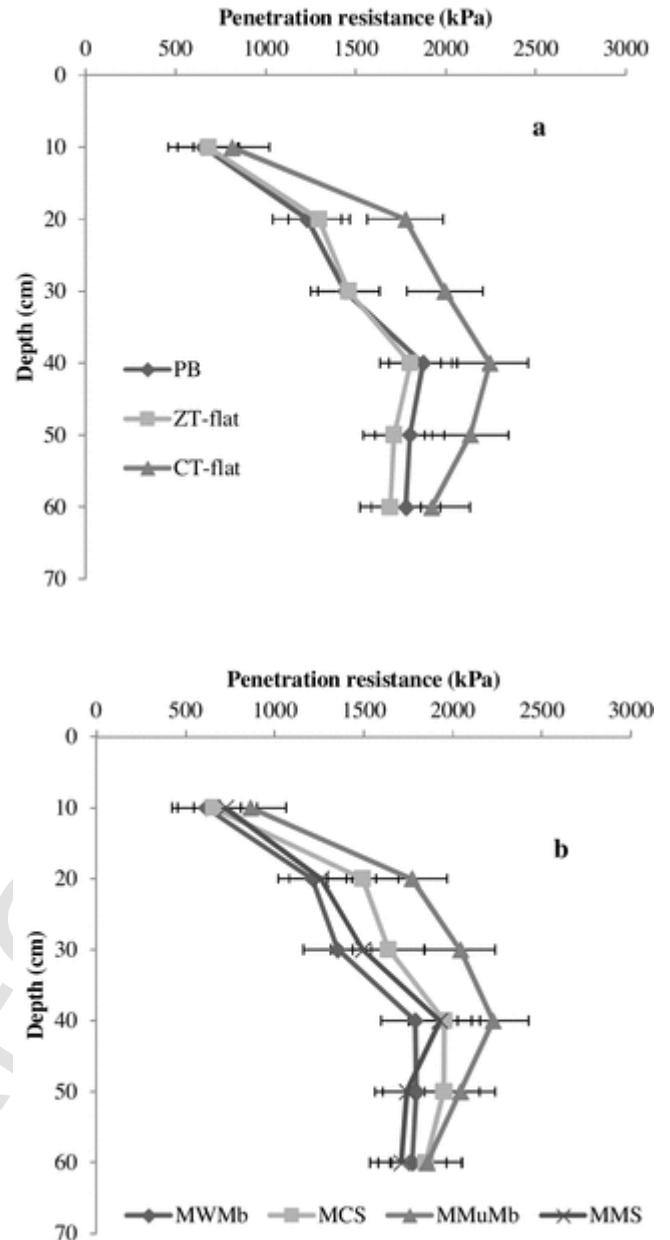 Penetration resistance (kPa)
0 500 1000 1500 2000 2500 3000
0
a
10
20
30
Depth (cm)
40
PB
ZT-flat
50
CT-flat
60
70
Penetration resistance (kPa)
0 500 1000 1500 2000 2500 3000
0
10
b
20
30
Depth (cm)
40
50
60
MWMb MCS MMuMb MMS
70